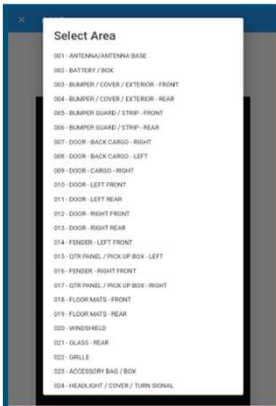 Select Area
001 - ANTENNA/ANTENNA BASE
002 - BATTERY / BOX
003 - BUMPER / COVER / EXTERIOR - FRONT
004 - BUMPER / COVER / EXTERIOR - REAR
005 - BUMPER GUARD / STRIP - FRONT
006 - BUMPER GUARD / STRIP - REAR
007 - DOOR - BACK CARGO - RIGHT
008 - DOOR - BACK CARGO - LEFT
009 - DOOR - CARGO - RIGHT
010 - DOOR - LEFT FRONT
011 - DOOR - LEFT REAR
012 - DOOR - RIGHT FRONT
013 - DOOR - RIGHT REAR
014 - FENDER - LEFT FRONT
015 - QTR PANEL / PICK UP BOX - LEFT
016 - FENDER - RIGHT FRONT
017 - QTR PANEL / PICK UP BOX - RIGHT
018 - FLOOR MATS - FRONT
019 - FLOOR MATS - REAR
020 - WINDSHIELD
021 - GLASS - REAR
022 - GRILLE
023 - ACCESSORY BAG / BOX
024 - HEADLIGHT / COVER / TURN SIGNAL